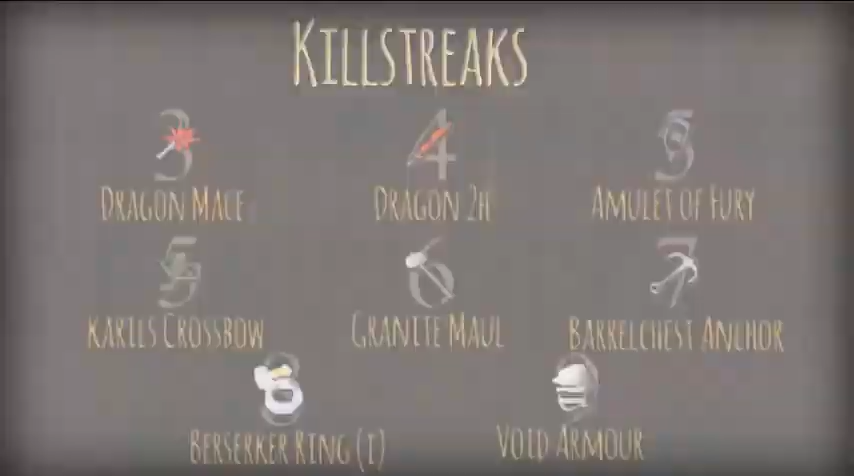 KILLSTREAKS
3 4 5
DRAGON MACE DRAGON 2H AMULET OF FURY
5 6 7
KARILS CROSSBOW GRANITE MAUL BARRELCHEST ANCHOR
8 9
BERSERKER RING (I) VOID ARMOUR